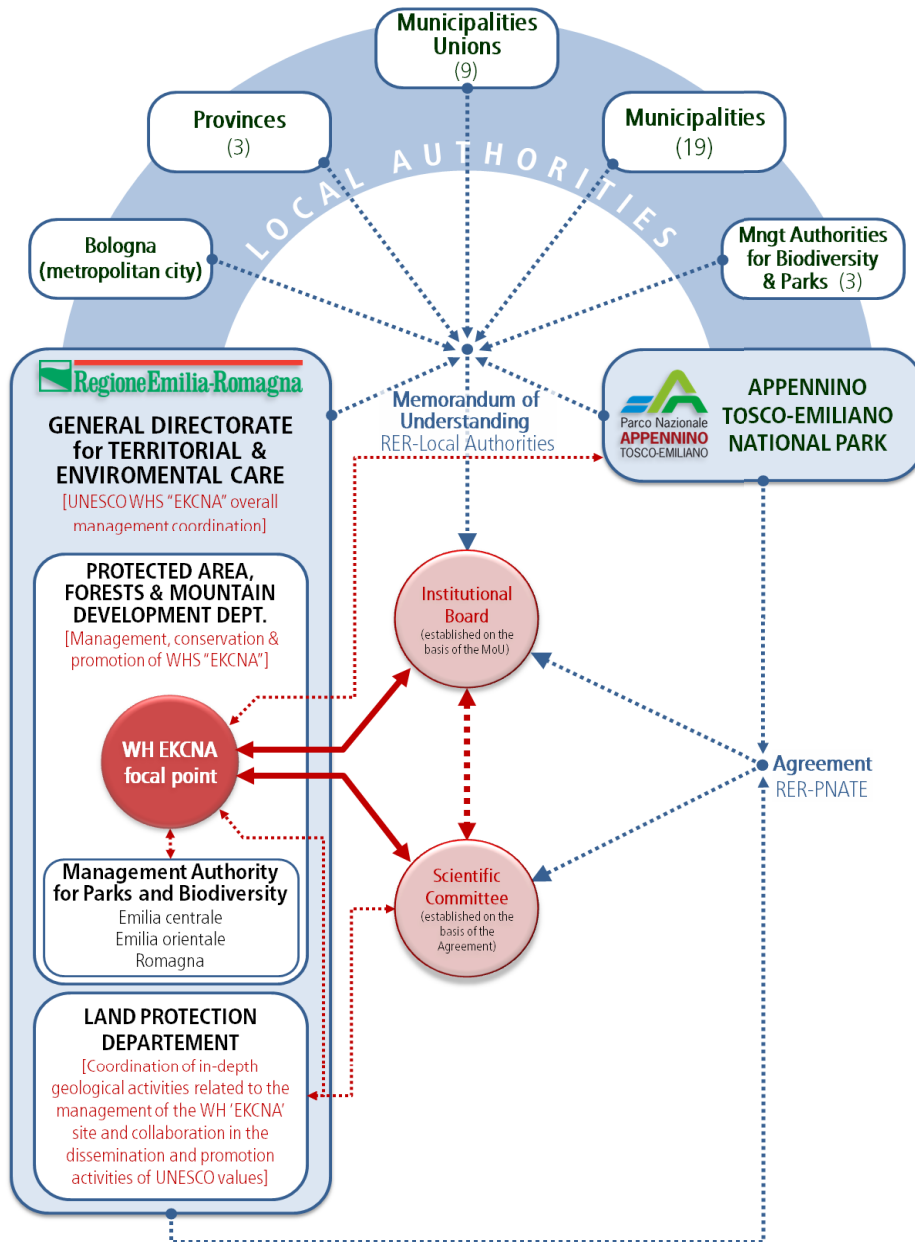 Municipalities
Unions
(9)
Provinces
(3)
Municipalities
(19)
LOCAL AUTHORITIES
Bologna
(metropolitan city)
Mngt Authorities
for Biodiversity
& Parks (3)
RegioneEmilia-Romagna
GENERAL DIRECTORATE
for TERRITORIAL &
ENVIROMENTAL CARE
[UNESCO WHS “EKCNA” overall
management coordination]
Memorandum of
Understanding
RER-Local Authorities
Parco Nazionale
APPENNINO
TOSCO-EMILIANO
APPENNINO
TOSCO-EMILIANO
NATIONAL PARK
PROTECTED AREA,
FORESTS & MOUNTAIN
DEVELOPMENT DEPT.
[Management, conservation &
promotion of WHS “EKCNA”]
Institutional
Board
(established on the
basis of the MoU)
WH EKCNA
focal point
Agreement
RER-PNATE
Management Authority
for Parks and Biodiversity
Emilia centrale
Emilia orientale
Romagna
Scientific
Committee
(established on the
basis of the
Agreement)
LAND PROTECTION
DEPARTEMENT
[Coordination of in-depth
geological activities related to the
management of the WH ‘EKCNA’
site and collaboration in the
dissemination and promotion
activities of UNESCO values]